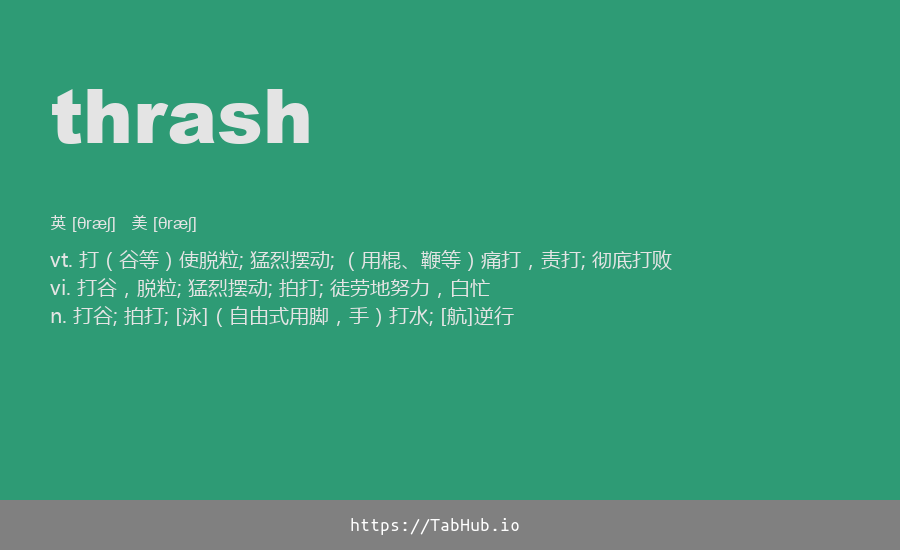 thrash
英 [θræʃ] 美 [θræʃ]
vt. 打（谷等）使脱粒; 猛烈摆动; （用棍、鞭等）痛打，责打; 彻底打败
vi. 打谷，脱粒; 猛烈摆动; 拍打; 徒劳地努力，白忙
n. 打谷; 拍打; [泳]（自由式用脚，手）打水; [航]逆行
https://TabHub.io